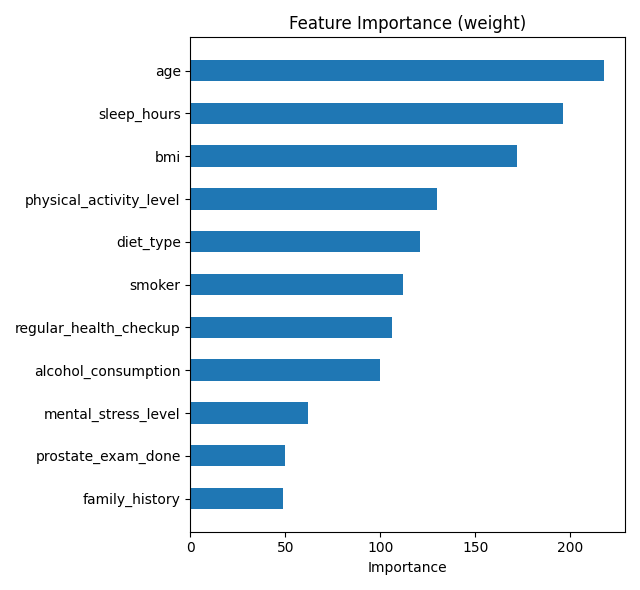 Feature Importance (weight)
age
sleep_hours
bmi
physical_activity_level
diet_type
smoker
regular_health_checkup
alcohol_consumption
mental_stress_level
prostate_exam_done
family_history
0 50 100 150 200
Importance